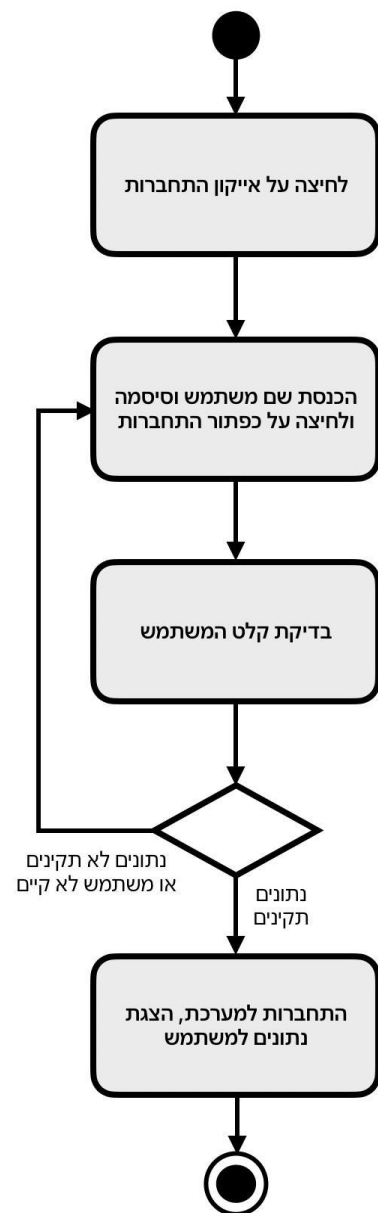 לחיצה על אייקון התחברות
הכנסת שם משתמש וסיסמה
ולחיצה על כפתור התחברות
בדיקת קלט המשתמש
נתונים לא תקינים
או משתמש לא קיים
נתונים
תקינים
התחברות למערכת, הצגת
נתונים למשתמש